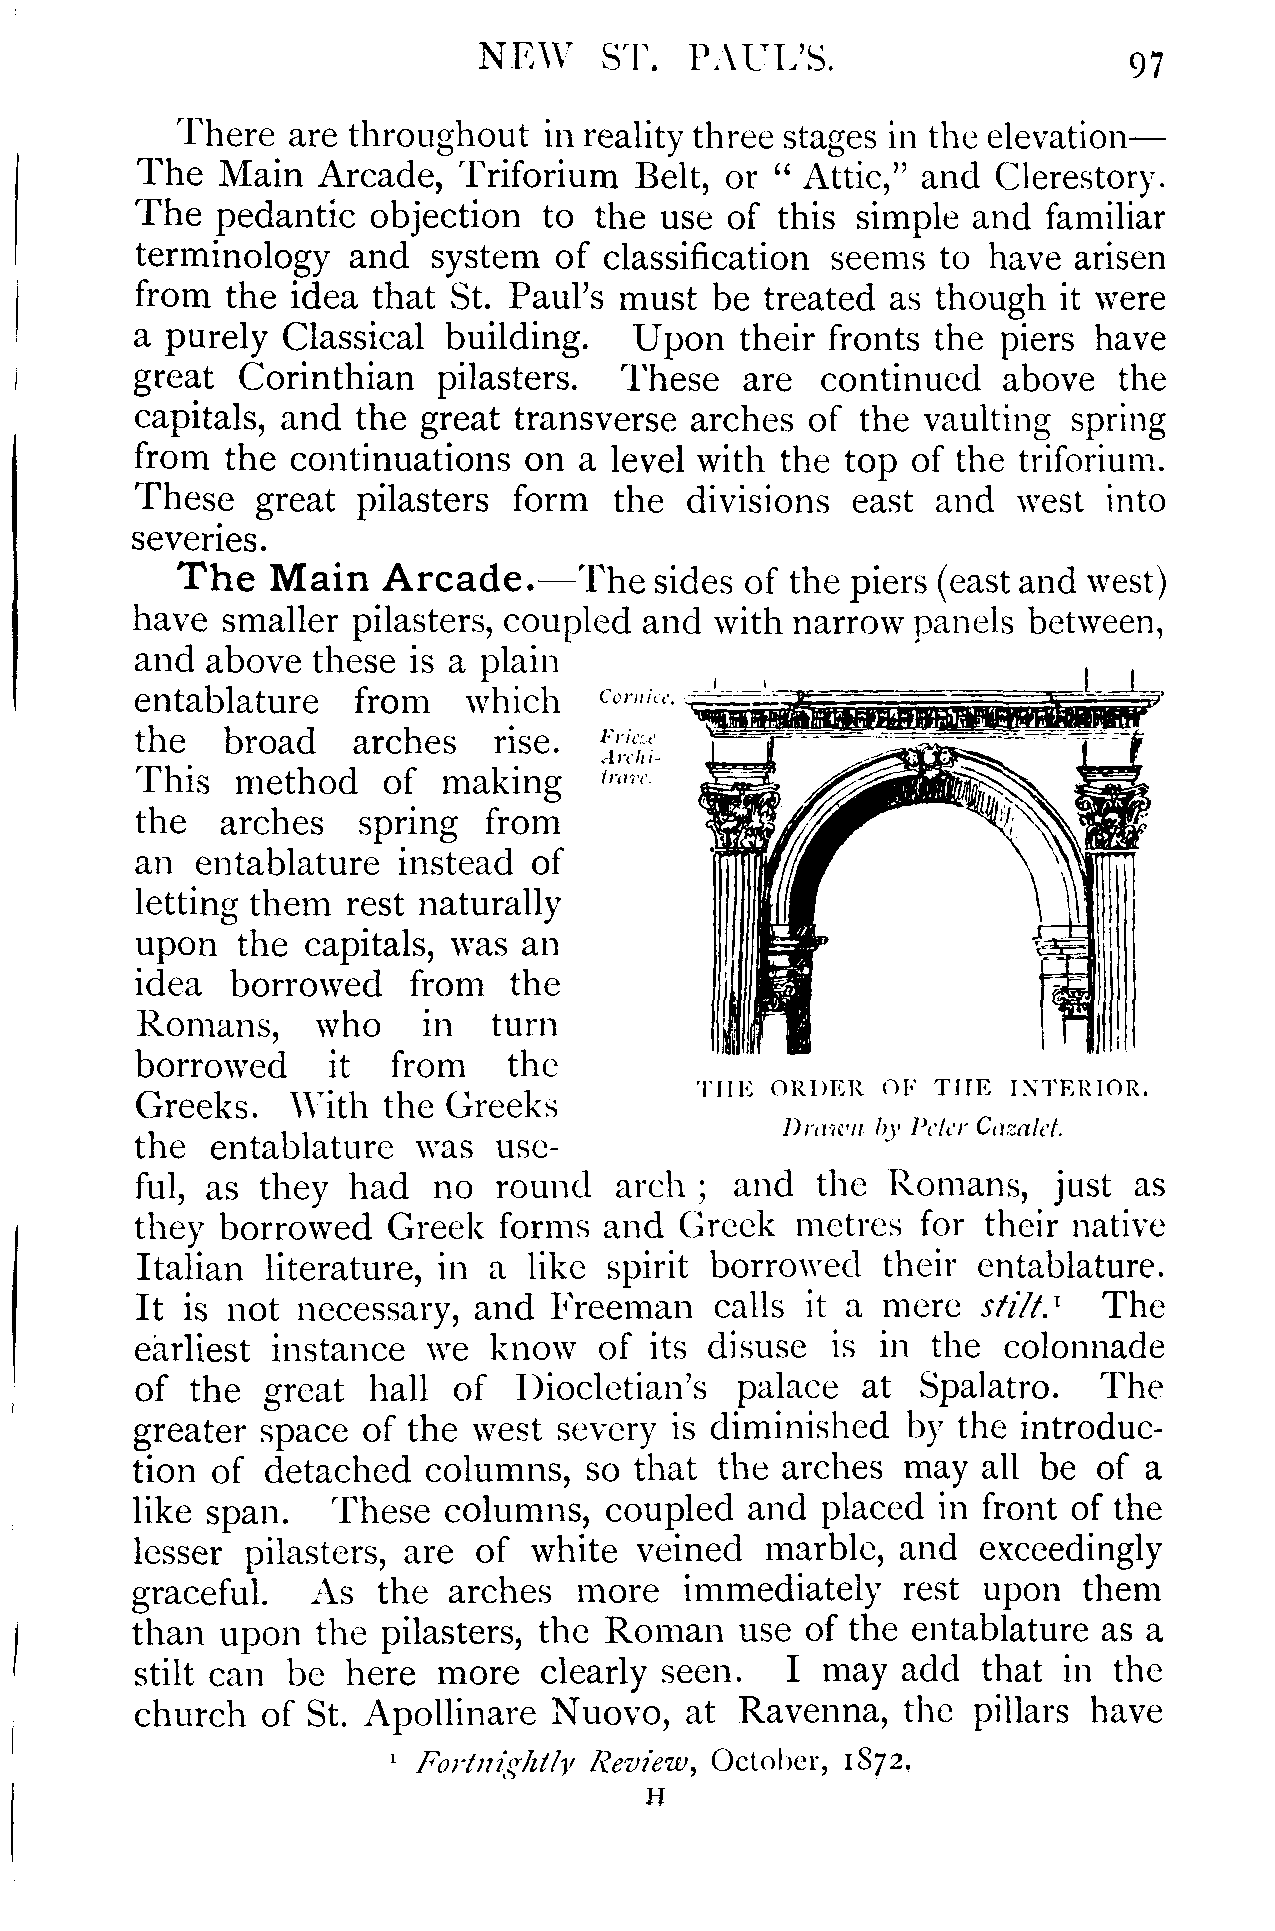 NEW ST. PAUL'S.
97
There are throughout in reality three stages in the elevation—
The Main Arcade, Triforium Belt, or “ Attic,” and Clerestory.
The pedantic objection to the use of this simple and familiar
terminology and system of classification seems to have arisen
from the idea that St. Paul's must be treated as though it were
a purely Classical building. Upon their fronts the piers have
great Corinthian pilasters. These are continued above the
capitals, and the great transverse arches of the vaulting spring
from the continuations on a level with the top of the triforium.
These great pilasters form the divisions east and west into
severies.
The Main Arcade.—The sides of the piers (east and west)
have smaller pilasters, coupled and with narrow panels between,
and above these is a plain
entablature from which
the broad arches rise.
This method of making
the arches spring from
an entablature instead of
letting them rest naturally
upon the capitals, was an
idea borrowed from the
Romans, who in turn
borrowed it from the
Greeks. With the Greeks
the entablature was use-
Cornice.
Frieze
Archi-
trave.
THE ORDER OF THE INTERIOR.
Drawn by Peter Cazalet.
ful, as they had no round arch ; and the Romans, just as
they borrowed Greek forms and Greek metres for their native
Italian literature, in a like spirit borrowed their entablature.
It is not necessary, and Freeman calls it a mere stilt.¹ The
earliest instance we know of its disuse is in the colonnade
of the great hall of Diocletian's palace at Spalatro. The
greater space of the west severy is diminished by the introduc-
tion of detached columns, so that the arches may all be of a
like span. These columns, coupled and placed in front of the
lesser pilasters, are of white veined marble, and exceedingly
graceful. As the arches more immediately rest upon them
than upon the pilasters, the Roman use of the entablature as a
stilt can be here more clearly seen. I may add that in the
church of St. Apollinare Nuovo, at Ravenna, the pillars have
¹ Fortnightly Review, October, 1872.
H